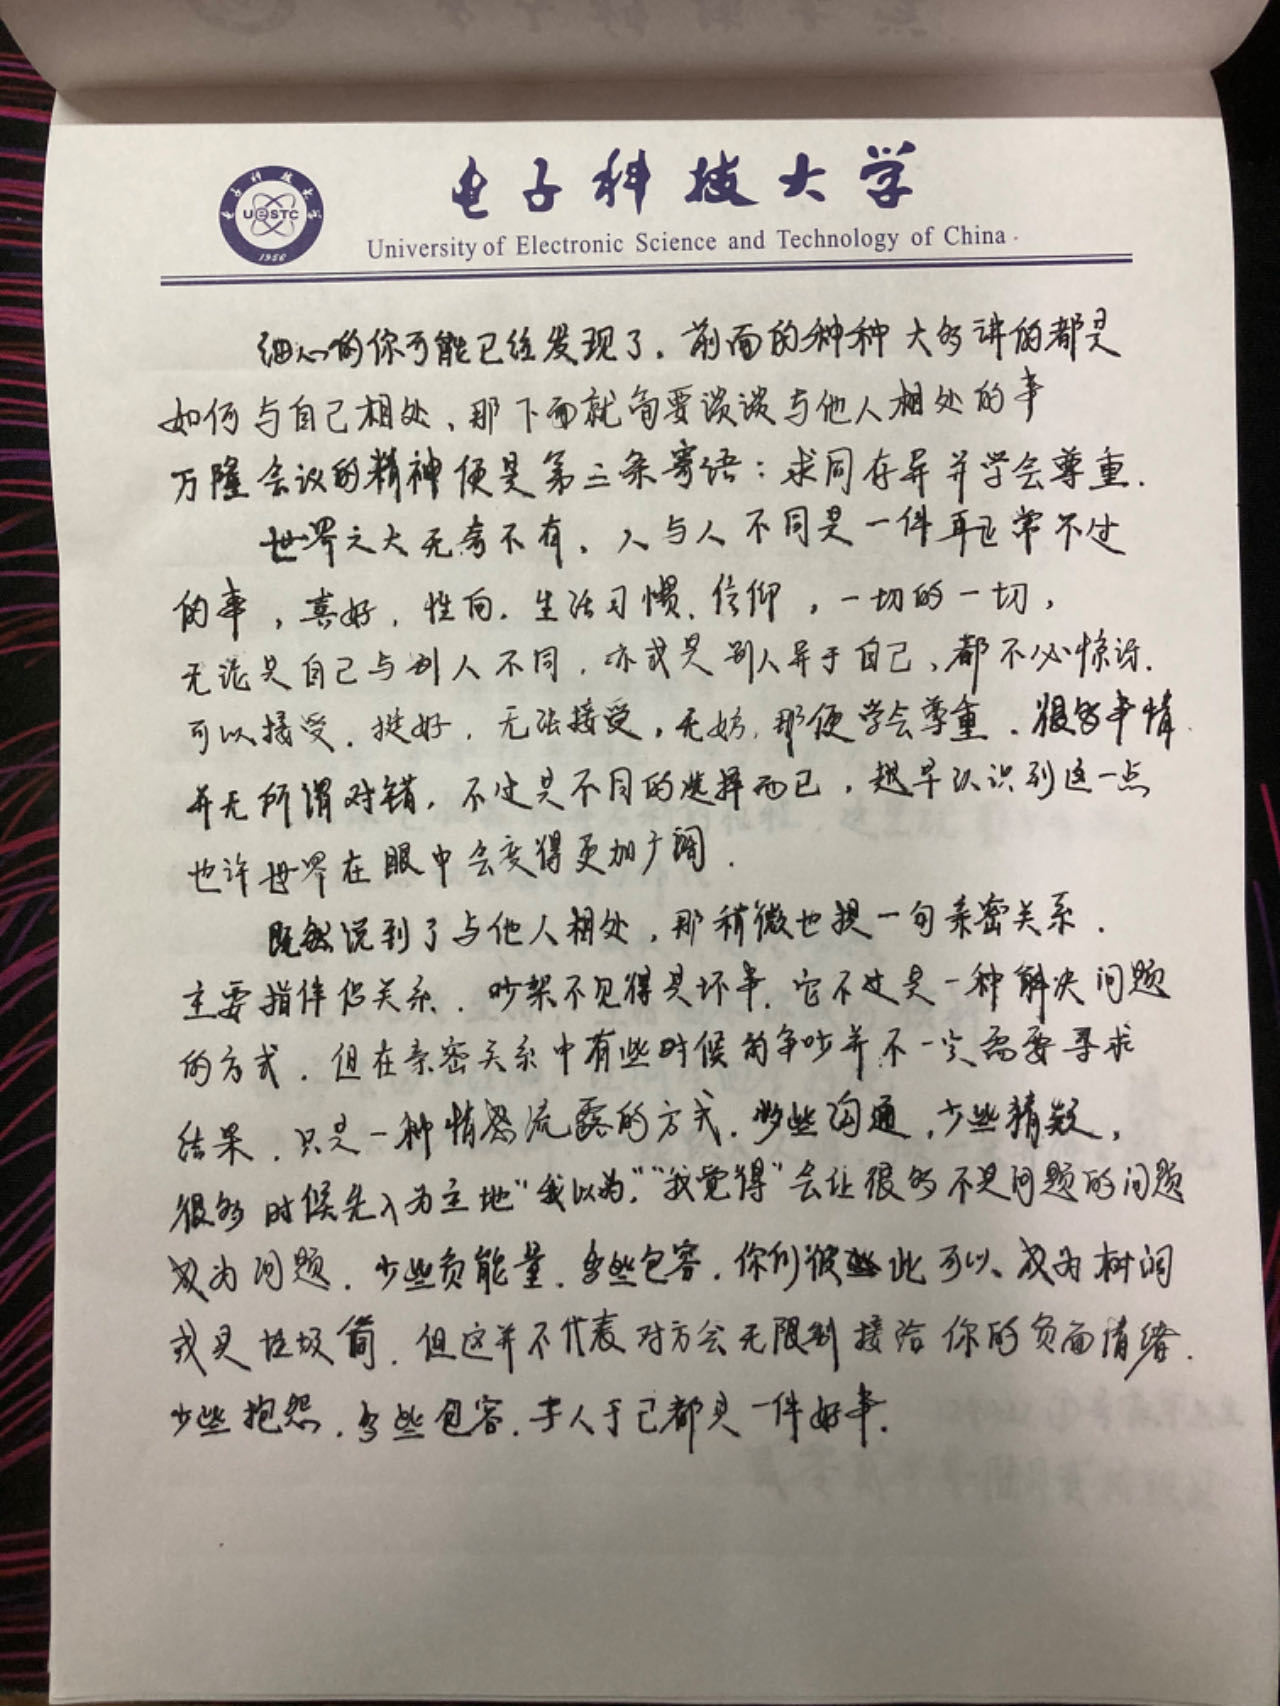 电子科技大学
University of Electronic Science and Technology of China
电子科技大学
UESTC
1956
细心的你可能已经发现了。前面的种种大多讲的都是
如何与自己相处、那下面就简要谈谈与他人相处的事
万隆会议的精神便是第三条寄语：求同存异并学会尊重.
世界之大无奇不有。人与人不同是一件再正常不过
的事，喜好，性向.生活习惯、信仰，一切的一切，
无论是自己与别人不同，亦或是别人异于自己、都不必惊讶.
可以接受.挺好，无法接受，无妨，那便学会尊重.很多事情
并无所谓对错，不过是不同的选择而已，越早认识到这一点
也许世界在眼中会变得更加广阔.
既然说到了与他人相处，那稍微也提一句亲密关系.
主要指伴侣关系.吵架不见得是坏事.它不过是一种解决问题
的方式.但在亲密关系中有些时候的争吵并不一定需要寻求
结果.只是一种情感流露的方式.多些沟通,少些猜疑,
很多时候先入为主地“我以为”“我觉得”会让很多不是问题的问题
成为问题.少些负能量.多些包容.你们彼此可以、成为树洞
或是垃圾筒.但这并不代表对方会无限制接给你的负面情绪.
少些抱怨.多些包容.于人于己都是一件好事.